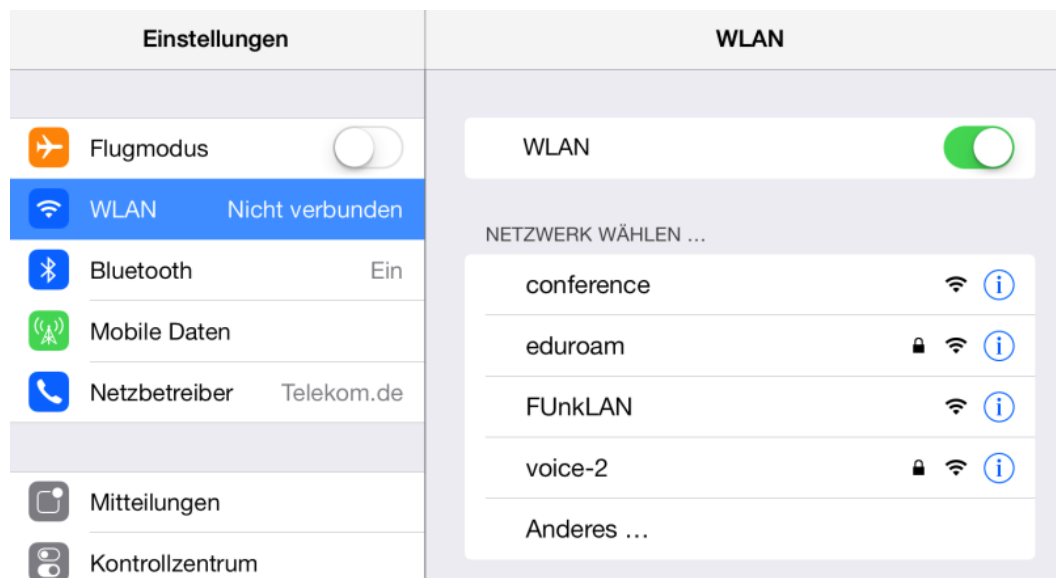 Einstellungen
Flugmodus
WLAN Nicht verbunden
Bluetooth Ein
Mobile Daten
Netzbetreiber Telekom.de
Mitteilungen
Kontrollzentrum
WLAN
WLAN
NETZWERK WÄHLEN ...
conference
eduroam
FUnkLAN
voice-2
Anderes ...